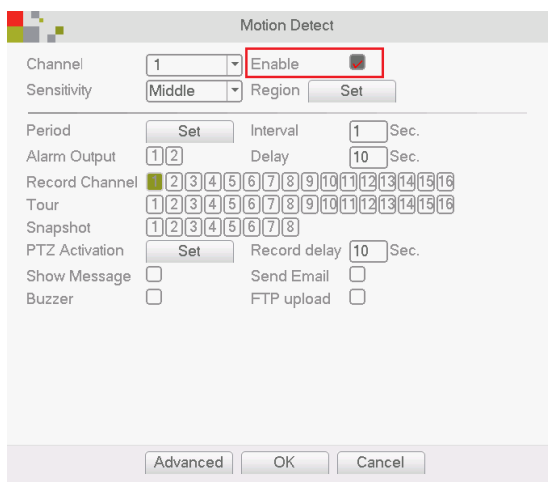 Motion Detect
Channel 1 Enable
Sensitivity Middle Region Set
Period Set Interval 1 Sec.
Alarm Output 1 2 Delay 10 Sec.
Record Channel 1 2 3 4 5 6 7 8 9 10 11 12 13 14 15 16
Tour 1 2 3 4 5 6 7 8 9 10 11 12 13 14 15 16
Snapshot 1 2 3 4 5 6 7 8
PTZ Activation Set Record delay 10 Sec.
Show Message Send Email
Buzzer FTP upload
Advanced OK Cancel